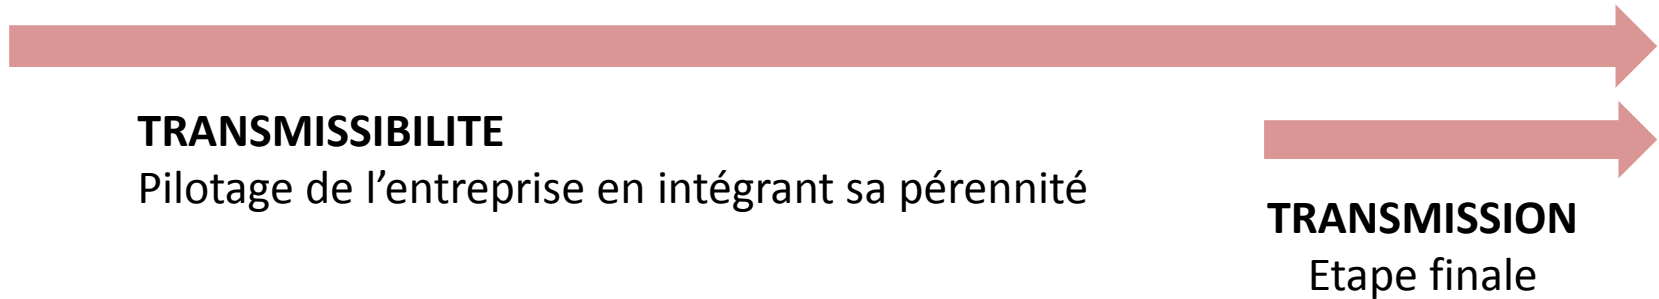 TRANSMISSIBILITE
Pilotage de l’entreprise en intégrant sa pérennité
TRANSMISSION
Etape finale